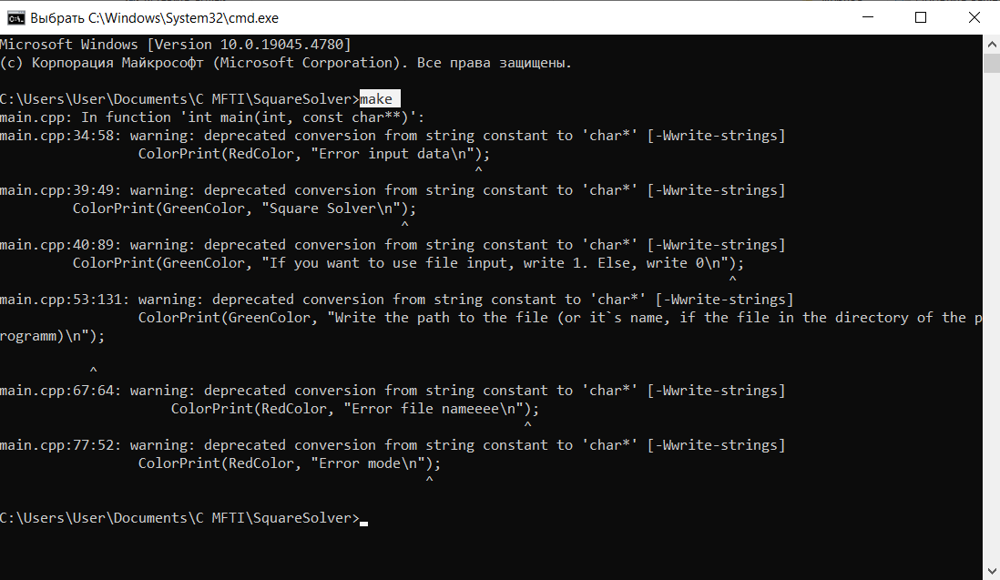 Выбрать C:\Windows\System32\cmd.exe
Microsoft Windows [Version 10.0.19045.4780]
(c) Корпорация Майкрософт (Microsoft Corporation). Все права защищены.
C:\Users\User\Documents\C MFTI\SquareSolver>make
main.cpp: In function 'int main(int, const char**)':
main.cpp:34:58: warning: deprecated conversion from string constant to 'char*' [-Wwrite-strings]
ColorPrint(RedColor, "Error input data\n");
^
main.cpp:39:49: warning: deprecated conversion from string constant to 'char*' [-Wwrite-strings]
ColorPrint(GreenColor, "Square Solver\n");
^
main.cpp:40:89: warning: deprecated conversion from string constant to 'char*' [-Wwrite-strings]
ColorPrint(GreenColor, "If you want to use file input, write 1. Else, write 0\n");
^
main.cpp:53:131: warning: deprecated conversion from string constant to 'char*' [-Wwrite-strings]
ColorPrint(GreenColor, "Write the path to the file (or it`s name, if the file in the directory of the p
rogramm)\n");
^
main.cpp:67:64: warning: deprecated conversion from string constant to 'char*' [-Wwrite-strings]
ColorPrint(RedColor, "Error file nameeee\n");
^
main.cpp:77:52: warning: deprecated conversion from string constant to 'char*' [-Wwrite-strings]
ColorPrint(RedColor, "Error mode\n");
^
C:\Users\User\Documents\C MFTI\SquareSolver>